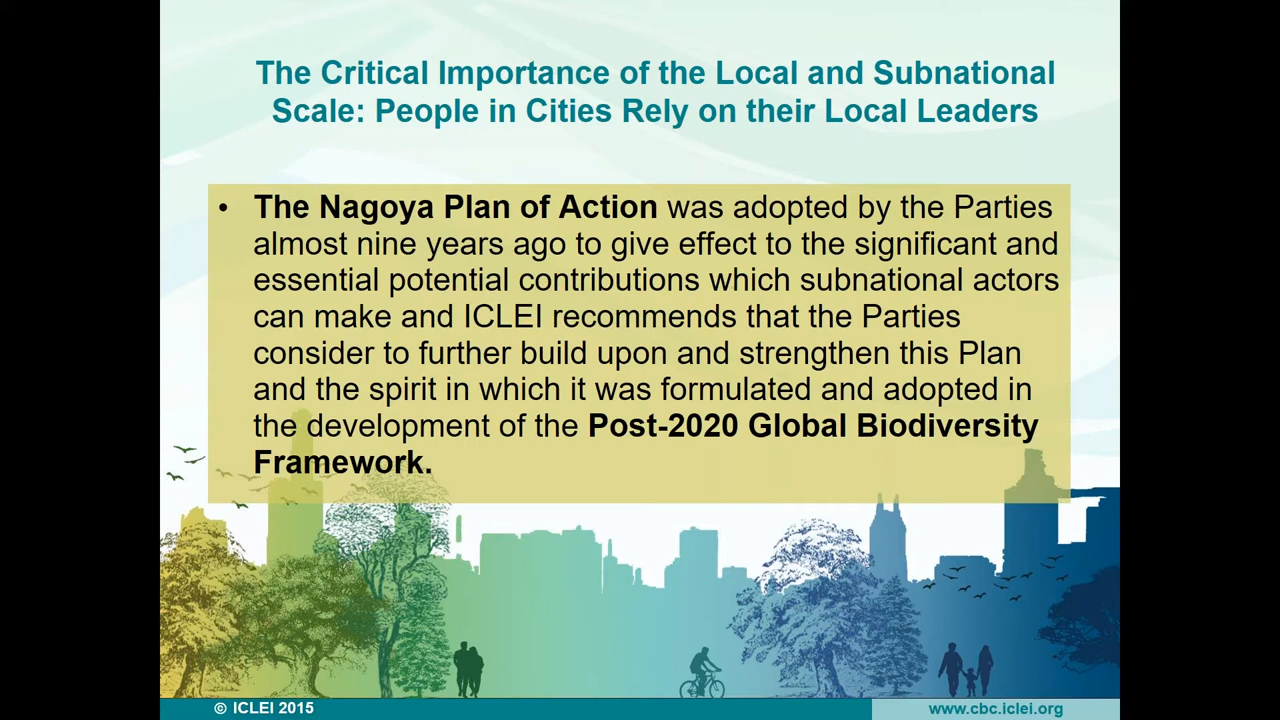 The Critical Importance of the Local and Subnational
Scale: People in Cities Rely on their Local Leaders
• The Nagoya Plan of Action was adopted by the Parties
almost nine years ago to give effect to the significant and
essential potential contributions which subnational actors
can make and ICLEI recommends that the Parties
consider to further build upon and strengthen this Plan
and the spirit in which it was formulated and adopted in
the development of the Post-2020 Global Biodiversity
Framework.
© ICLEI 2015
www.cbc.iclei.org